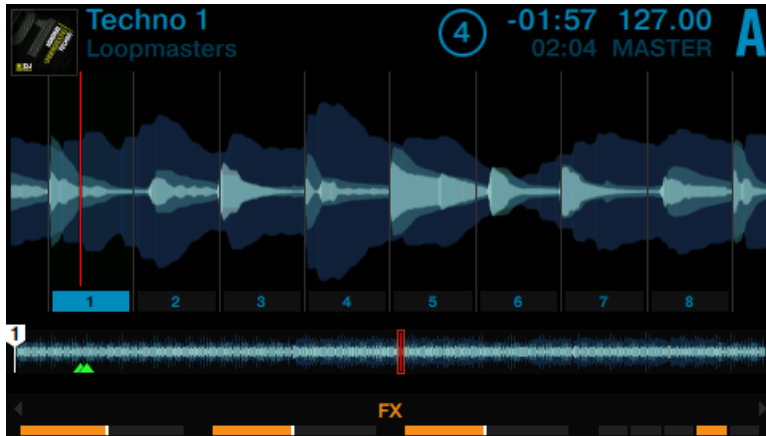 Techno 1
Loopmasters
4
-01:57 127.00
02:04 MASTER
A
1 2 3 4 5 6 7 8
1
FX